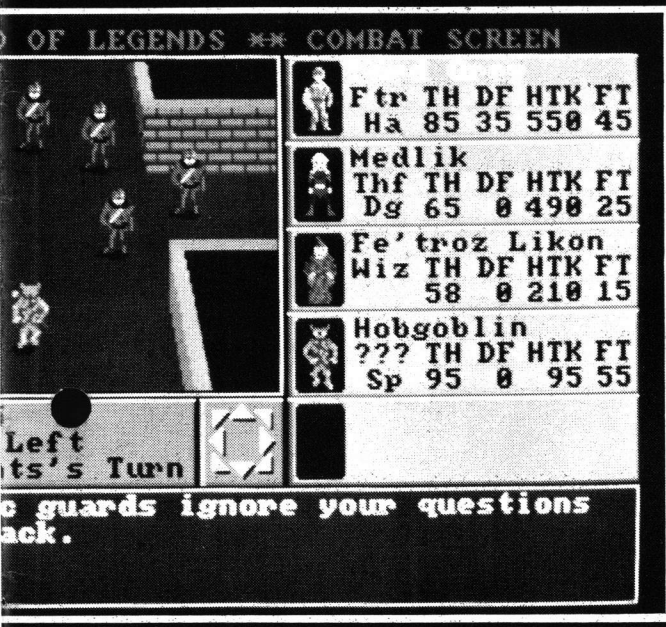 OF LEGENDS ** COMBAT SCREEN
Ftr TH DF HTK FT
Ha 85 35 550 45
Medlik
Thf TH DF HTK FT
Dg 65 0 490 25
Fe'troz Likon
Wiz TH DF HTK FT
58 0 210 15
Hobgoblin
??? TH DF HTK FT
Sp 95 0 95 55
Left
ts's Turn
c guards ignore your questions
ack.